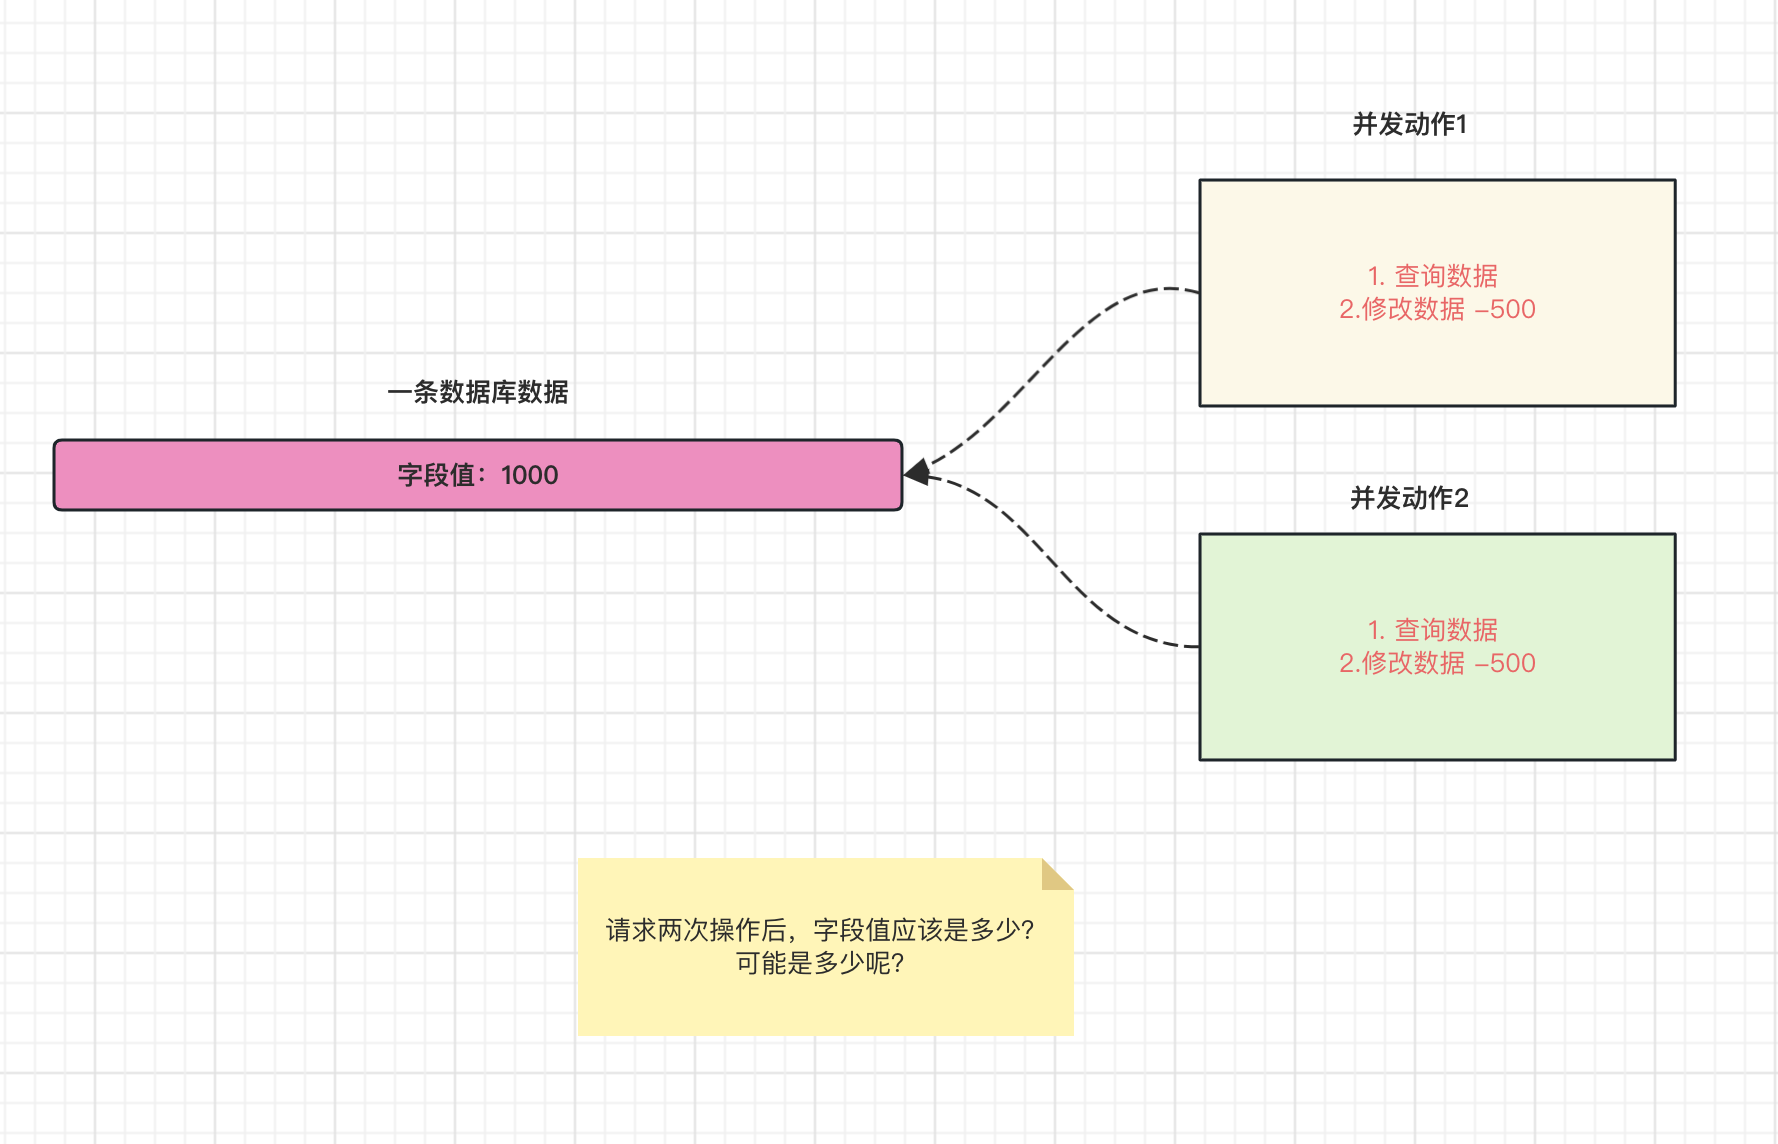 并发动作1
1. 查询数据
2.修改数据 -500
一条数据库数据
字段值：1000
并发动作2
1. 查询数据
2.修改数据 -500
请求两次操作后，字段值应该是多少？
可能是多少呢？